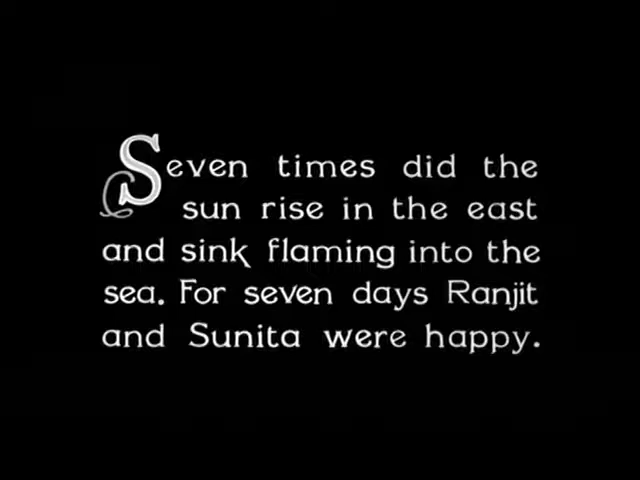 Seven times did the
sun rise in the east
and sink flaming into the
sea. For seven days Ranjit
and Sunita were happy.